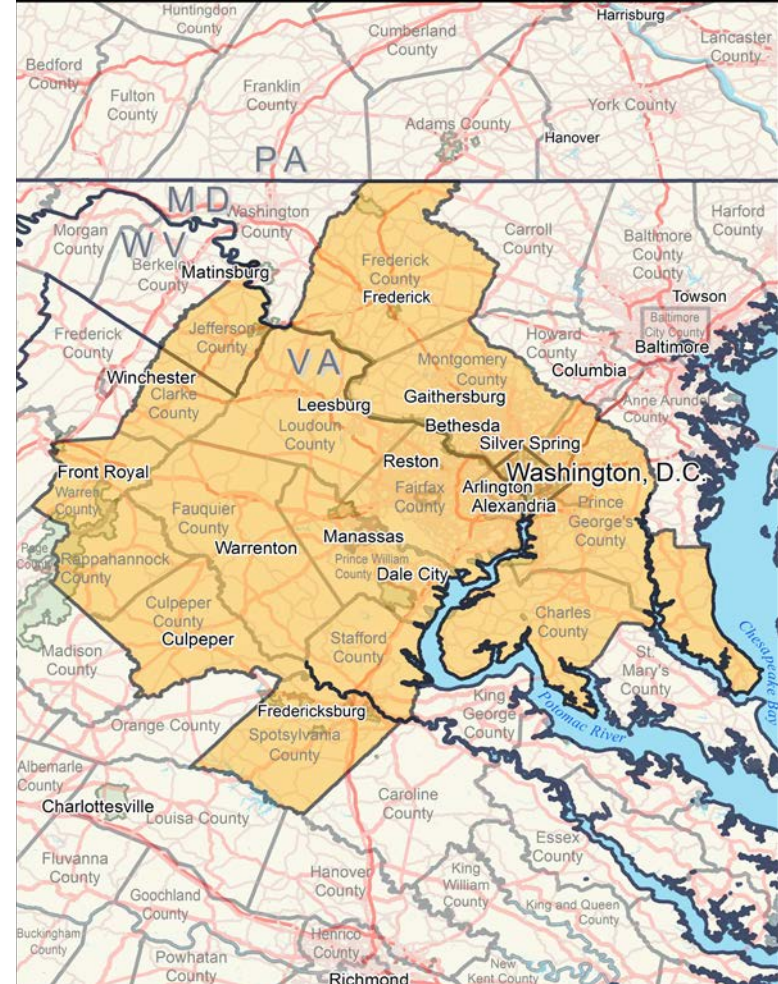 Huntingdon
County
Harrisburg
Cumberland
County
Lancaster
County
Bedford
County
Fulton
County
Franklin
County
York County
Adams County
Hanover
PA
MD
Washington
County
Morgan
County
WV
Berkeley
County
Matinsburg
Frederick
County
Frederick
Carroll
County
Baltimore
County
County
Harford
County
Towson
Baltimore
City County
Baltimore
Frederick
County
Jefferson
County
VA
Howard
County
Columbia
Montgomery
County
Winchester
Clarke
County
Leesburg
Loudoun
County
Gaithersburg
Anne Arundel
County
Bethesda
Silver Spring
Front Royal
Reston
Washington, D.C.
Warren
County
Fairfax
County
Arlington
Alexandria
Prince
George's
County
Fauquier
County
Manassas
Warrenton
Page
County
Rappahannock
County
Prince William
County
Dale City
Culpeper
County
Culpeper
Stafford
County
Charles
County
Madison
County
St.
Mary's
County
Chesapeake Bay
Fredericksburg
Spotsylvania
County
King
George
County
Potomac River
Orange County
Albemarle
County
Charlottesville
Louisa County
Caroline
County
Essex
County
Fluvanna
County
Goochland
County
Hanover
County
King
William
County
King and Queen
County
Buckingham
County
Powhatan
County
Henrico
County
Richmond
New
Kent County